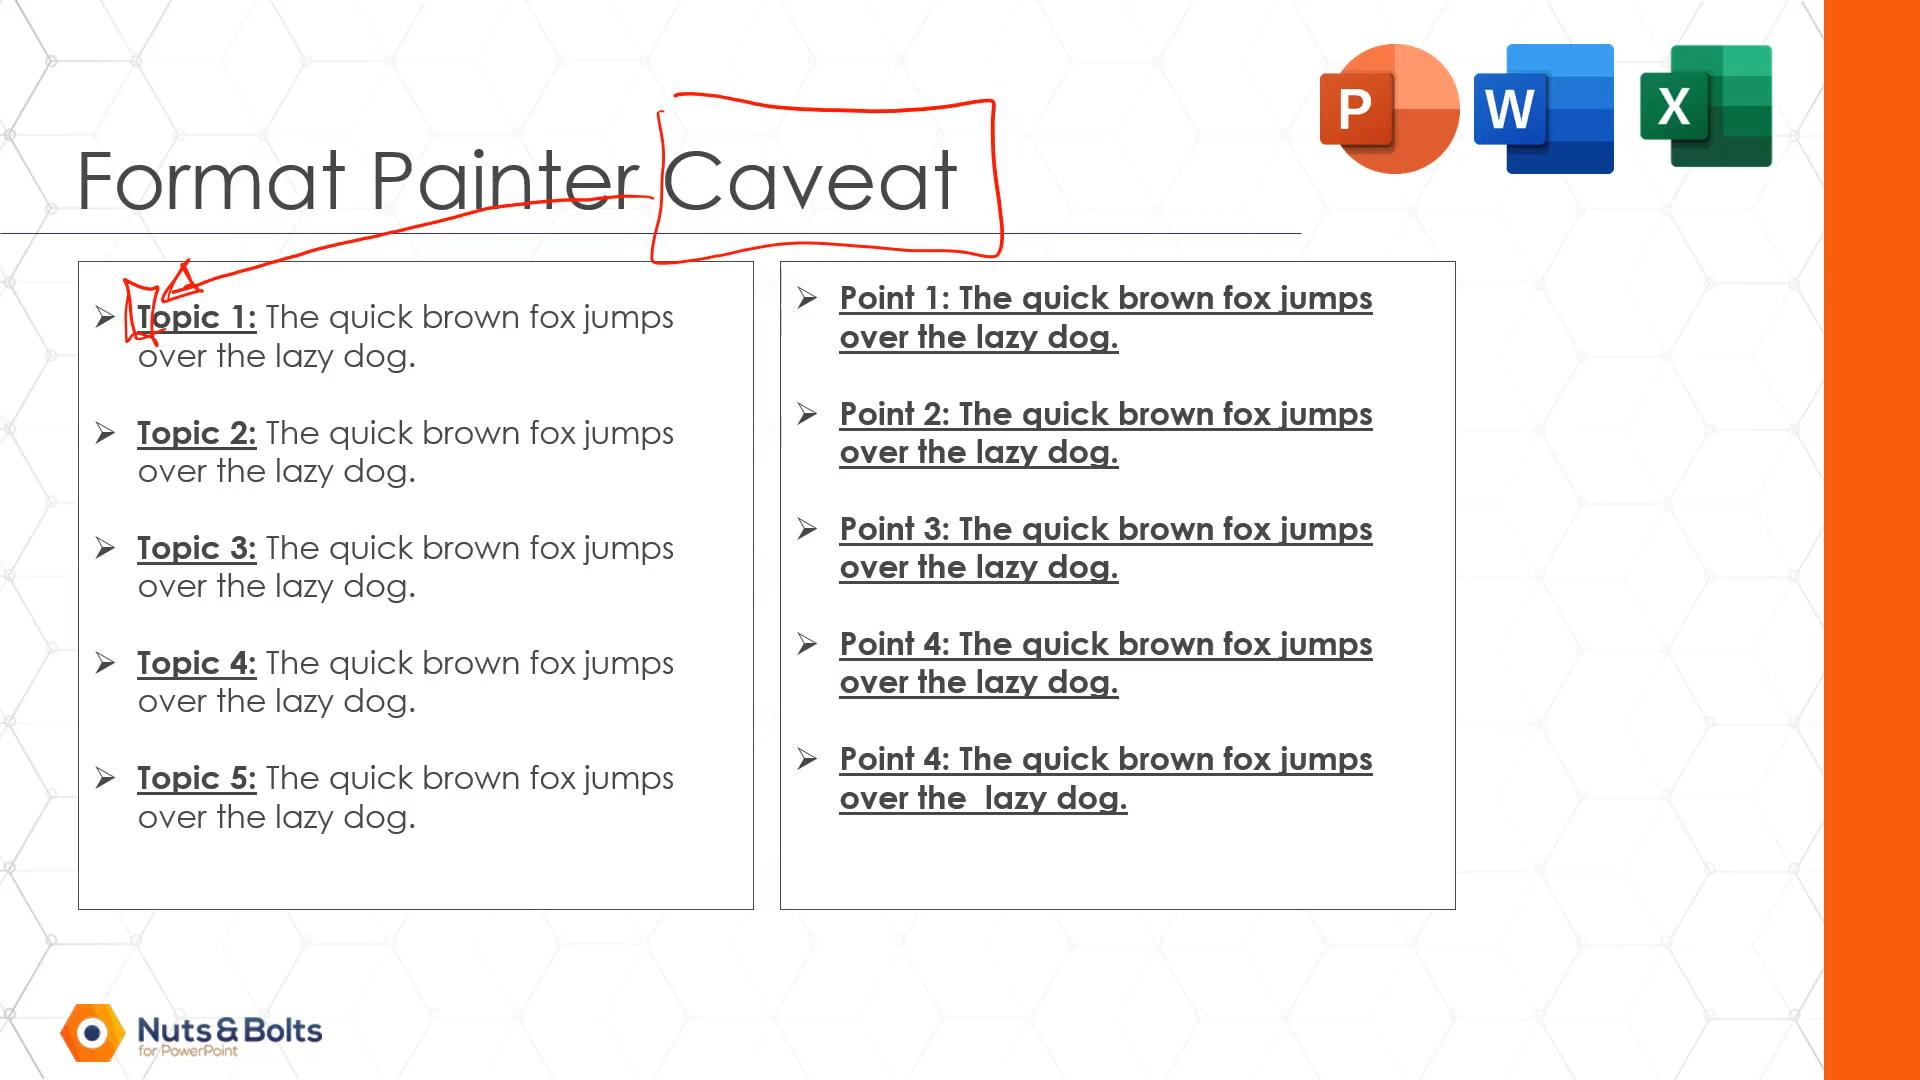 P W X
Format Painter Caveat
Topic 1: The quick brown fox jumps
over the lazy dog.
Topic 2: The quick brown fox jumps
over the lazy dog.
Topic 3: The quick brown fox jumps
over the lazy dog.
Topic 4: The quick brown fox jumps
over the lazy dog.
Topic 5: The quick brown fox jumps
over the lazy dog.
Point 1: The quick brown fox jumps
over the lazy dog.
Point 2: The quick brown fox jumps
over the lazy dog.
Point 3: The quick brown fox jumps
over the lazy dog.
Point 4: The quick brown fox jumps
over the lazy dog.
Point 4: The quick brown fox jumps
over the  lazy dog.
Nuts&Bolts
for PowerPoint